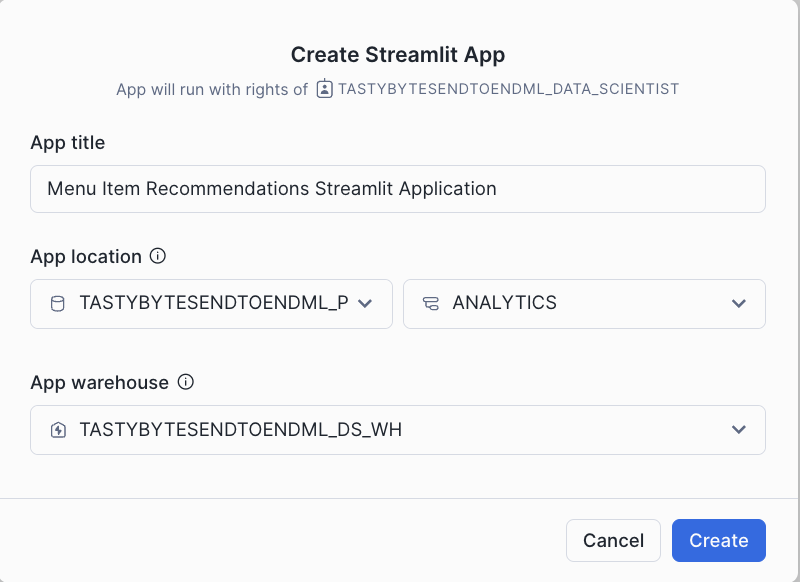 Create Streamlit App
App will run with rights of TASTYBYTESENDTOENDML_DATA_SCIENTIST
App title
Menu Item Recommendations Streamlit Application
App location
TASTYBYTESENDTOENDML_P ANALYTICS
App warehouse
TASTYBYTESENDTOENDML_DS_WH
Cancel Create